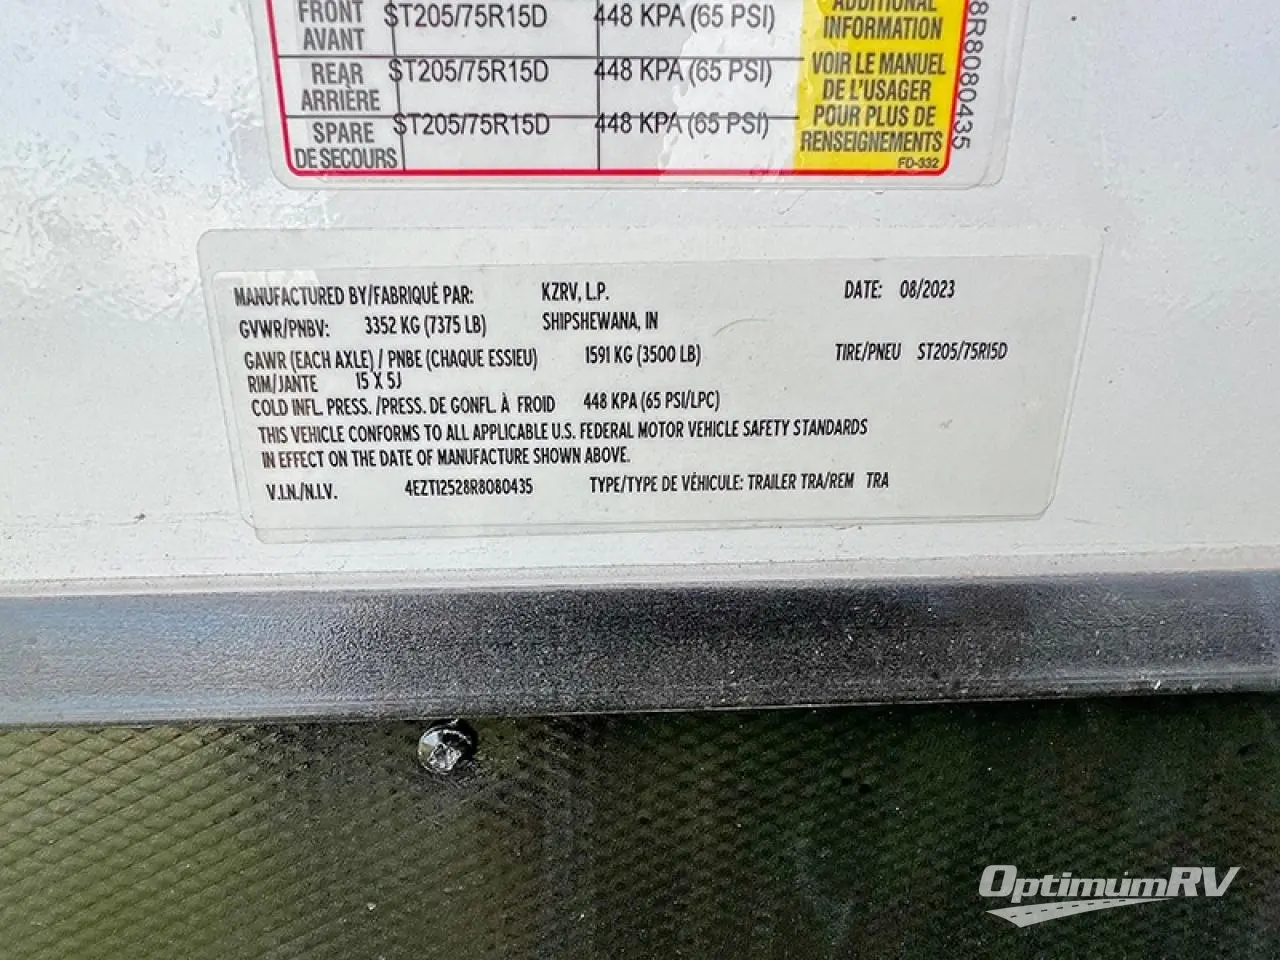 FRONT ST205/75R15D 448 KPA (65 PSI)
AVANT
REAR ST205/75R15D 448 KPA (65 PSI)
ARRIÈRE
SPARE ST205/75R15D 448 KPA (65 PSI)
DE SECOURS
ADDITIONAL
INFORMATION
VOIR LE MANUEL
DE L'USAGER
POUR PLUS DE
RENSEIGNEMENTS
FD-332
8R8080435
MANUFACTURED BY/FABRIQUÉ PAR: KZRV, L.P. DATE: 08/2023
GVWR/PNBV: 3352 KG (7375 LB) SHIPSHEWANA, IN
GAWR (EACH AXLE) / PNBE (CHAQUE ESSIEU) 1591 KG (3500 LB) TIRE/PNEU ST205/75R15D
RIM/JANTE 15 X 5J
COLD INFL. PRESS. /PRESS. DE GONFL. À FROID 448 KPA (65 PSI/LPC)
THIS VEHICLE CONFORMS TO ALL APPLICABLE U.S. FEDERAL MOTOR VEHICLE SAFETY STANDARDS
IN EFFECT ON THE DATE OF MANUFACTURE SHOWN ABOVE.
V.I.N./N.I.V. 4EZT12528R8080435 TYPE/TYPE DE VÉHICULE: TRAILER TRA/REM TRA
OptimumRV